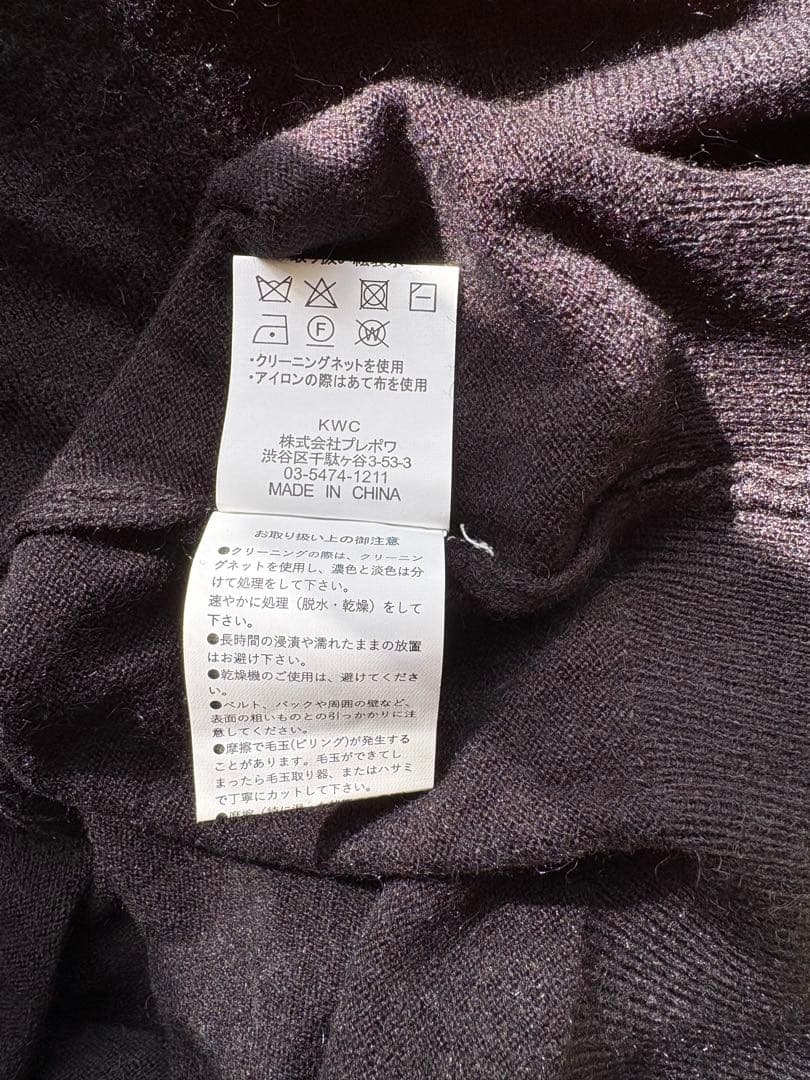 F
W
・クリーニングネットを使用
・アイロンの際はあて布を使用
KWC
株式会社プレポワ
渋谷区千駄ヶ谷3-53-3
03-5474-1211
MADE IN CHINA
お取り扱い上の御注意
●クリーニングの際は、クリーニン
グネットを使用し、濃色と淡色は分
けて処理をして下さい。
速やかに処理（脱水・乾燥）をして
下さい。
●長時間の浸漬や濡れたままの放置
はお避け下さい。
●乾燥機のご使用は、避けてくださ
い。
●ベルト、バックや周囲の壁など、
表面の粗いものとの引っかかりに注
意してください。
●摩擦で毛玉(ピリング)が発生する
ことがあります。毛玉ができてし
まったら毛玉取り器、またはハサミ
で丁寧にカットして下さい。